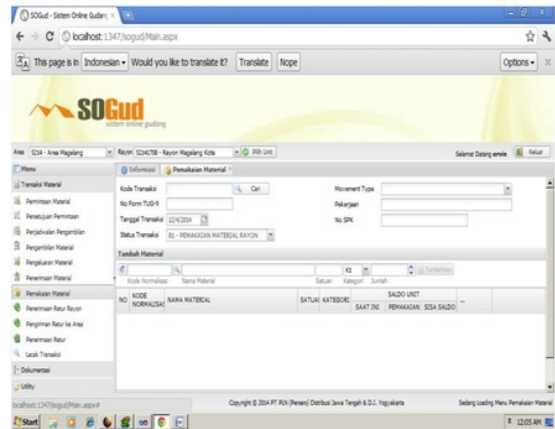 SOGud - Sistem Online Gudang
localhost:1347/sogud/Main.aspx
This page is in Indonesian Would you like to translate it? Translate Nope Options
SOGud
sistem online gudang
Area 5214 - Area Magelang Rayon 52141708 - Rayon Magelang Kota Pilih Unit Selamat Datang erwin Keluar
Menu
Transaksi Material
Permintaan Material
Persetujuan Permintaan
Penjadwalan Pengambilan
Pengambilan Material
Pengeluaran Material
Penerimaan Material
Pemakaian Material
Penerimaan Retur Rayon
Pengiriman Retur ke Area
Penerimaan Retur
Lacak Transaksi
Dokumentasi
Utility
Informasi Pemakaian Material
Kode Transaksi Cari Movement Type
No Form TUG-9 Pekerjaan
Tanggal Transaksi 12/4/2014 No SPK
Status Transaksi B1 - PEMAKAIAN MATERIAL RAYON
Tambah Material
Tambahkan
Kode Normalisasi Nama Material Satuan Kategori Jumlah
NO KODE NORMALISASI NAMA MATERIAL SATUAN KATEGORI SALDO UNIT ...
SAAT INI PEMAKAIAN SISA SALDO
localhost:1347/sogud/Main.aspx#
Copyright © 2014 PT PLN (Persero) Distribusi Jawa Tengah & D.I. Yogyakarta
Sedang Loading Menu Pemakaian Material
Start 12:05 AM